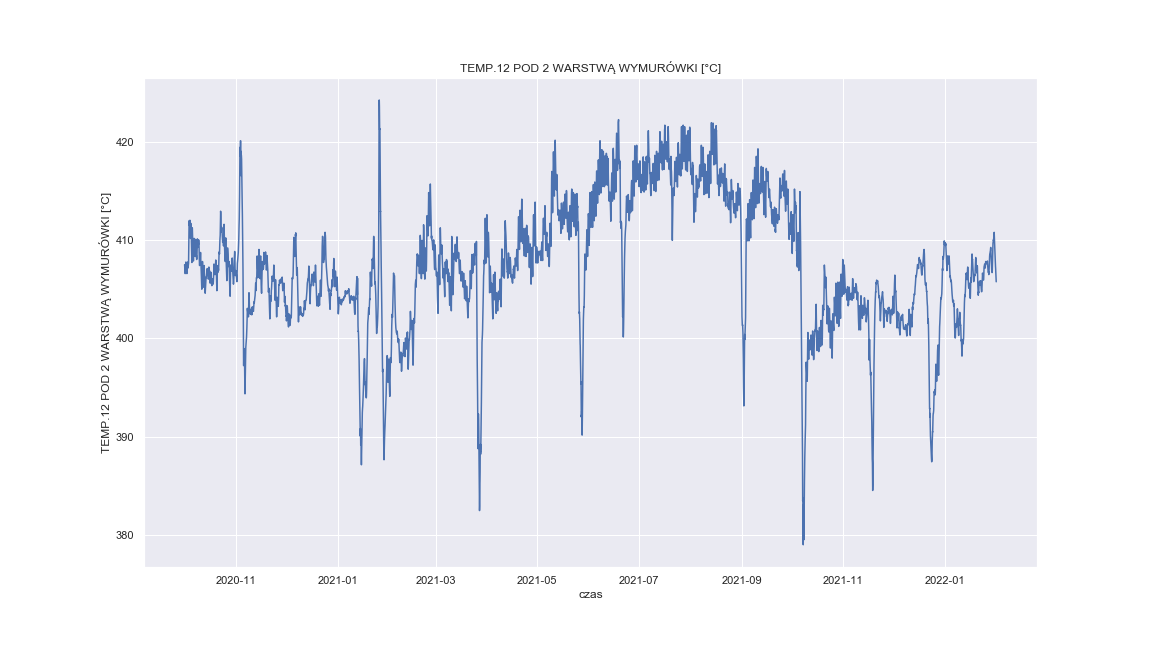 TEMP.12 POD 2 WARSTWĄ WYMURÓWKI [°C]
TEMP.12 POD 2 WARSTWĄ WYMURÓWKI [°C]
420
410
400
390
380
2020-11 2021-01 2021-03 2021-05 2021-07 2021-09 2021-11 2022-01
czas